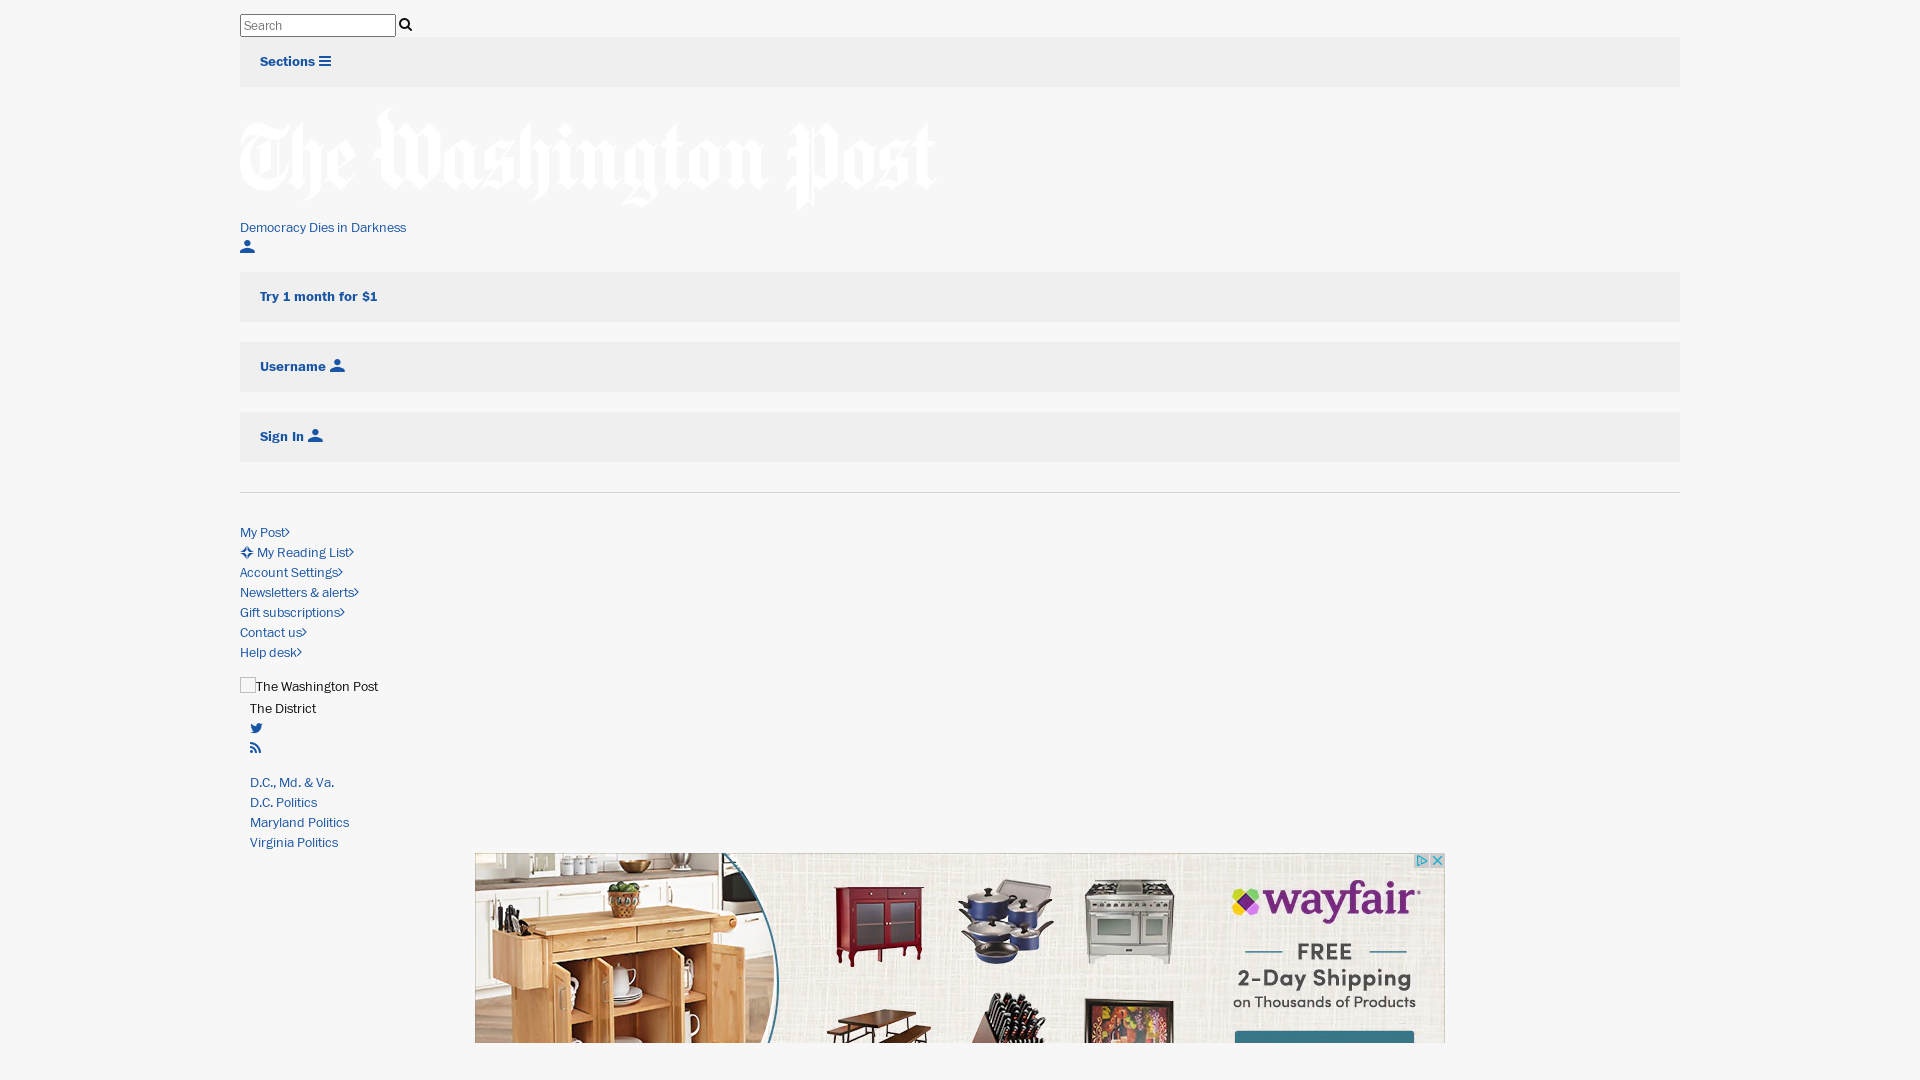 Search
Sections
The Washington Post
Democracy Dies in Darkness
Try 1 month for $1
Username
Sign In
My Post
My Reading List
Account Settings
Newsletters & alerts
Gift subscriptions
Contact us
Help desk
The Washington Post
The District
D.C., Md. & Va.
D.C. Politics
Maryland Politics
Virginia Politics
wayfair
FREE
2-Day Shipping
on Thousands of Products